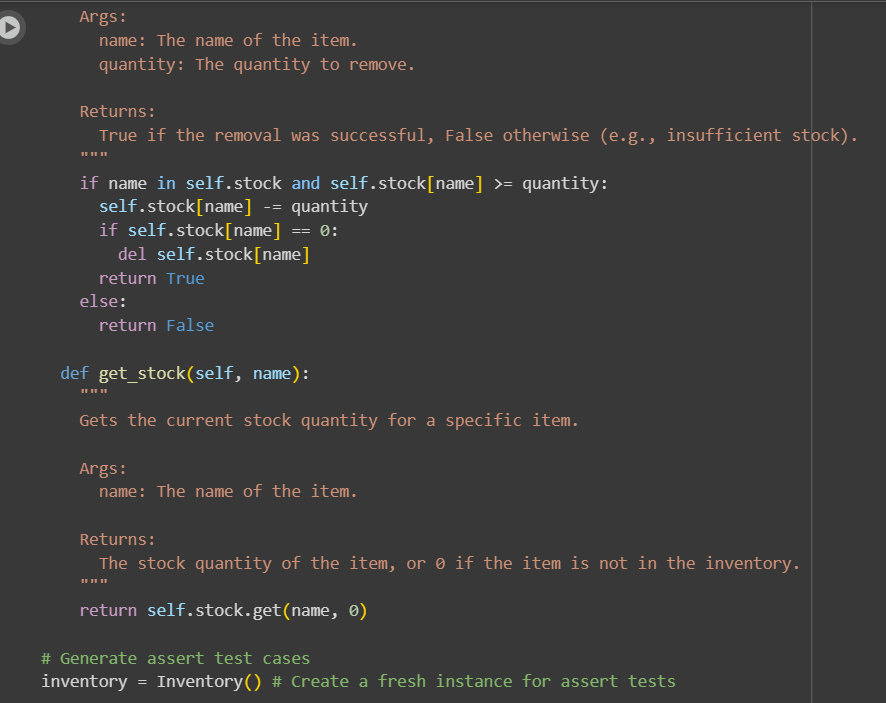 Args:
name: The name of the item.
quantity: The quantity to remove.
Returns:
True if the removal was successful, False otherwise (e.g., insufficient stock).
"""
if name in self.stock and self.stock[name] >= quantity:
self.stock[name] -= quantity
if self.stock[name] == 0:
del self.stock[name]
return True
else:
return False
def get_stock(self, name):
"""
Gets the current stock quantity for a specific item.
Args:
name: The name of the item.
Returns:
The stock quantity of the item, or 0 if the item is not in the inventory.
"""
return self.stock.get(name, 0)
# Generate assert test cases
inventory = Inventory() # Create a fresh instance for assert tests